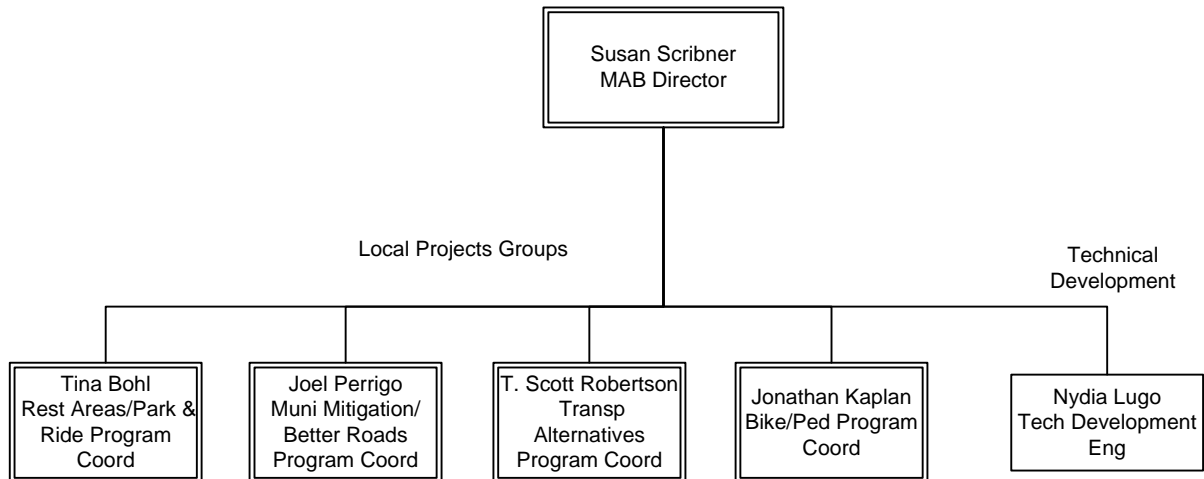 Susan Scribner
MAB Director
Local Projects Groups
Technical
Development
Tina Bohl
Rest Areas/Park &
Ride Program
Coord
Joel Perrigo
Muni Mitigation/
Better Roads
Program Coord
T. Scott Robertson
Transp
Alternatives
Program Coord
Jonathan Kaplan
Bike/Ped Program
Coord
Nydia Lugo
Tech Development
Eng